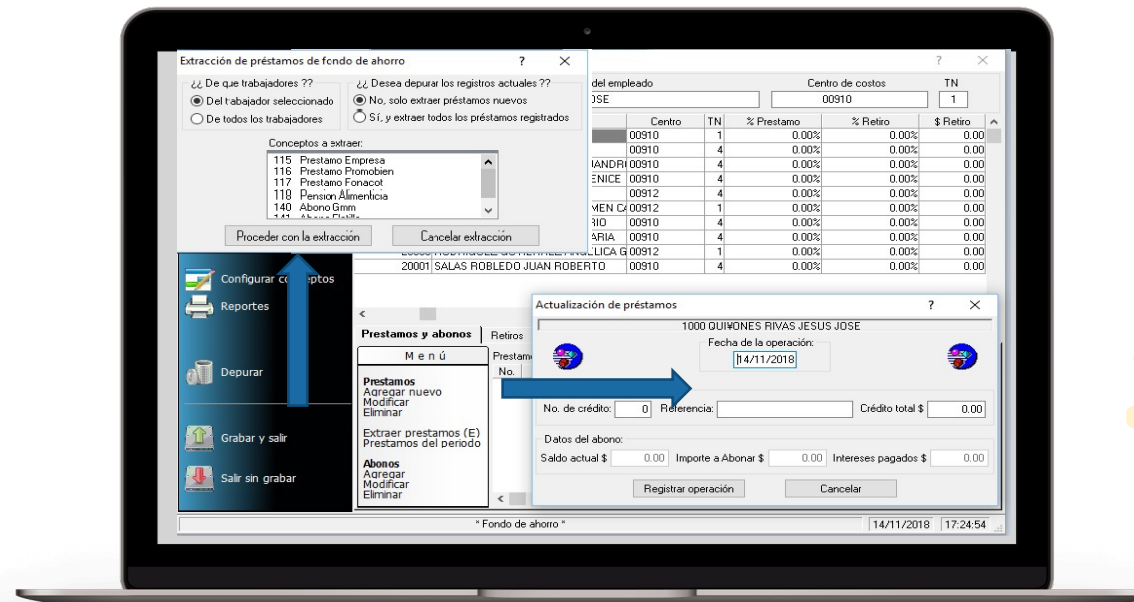 Extracción de préstamos de fondo de ahorro ? X
¿¿ De que trabajadores ??
Del trabajador seleccionado
De todos los trabajadores
¿¿ Desea depurar los registros actuales ??
No, solo extraer préstamos nuevos
Sí, y extraer todos los préstamos registrados
Conceptos a extraer:
115 Prestamo Empresa
116 Prestamo Promobien
117 Prestamo Fonacot
118 Pension Alimenticia
140 Abono Gmm
Proceder con la extracción
Cancelar extracción
? X
del empleado Centro de costos TN
OSE 00910 1
Centro TN % Prestamo % Retiro $ Retiro
00910 1 0.00% 0.00% 0.00
00910 4 0.00% 0.00% 0.00
JANDRI 00910 4 0.00% 0.00% 0.00
ENICE 00910 4 0.00% 0.00% 0.00
00912 4 0.00% 0.00% 0.00
MEN CA 00912 1 0.00% 0.00% 0.00
RIO 00910 4 0.00% 0.00% 0.00
ARIA 00910 4 0.00% 0.00% 0.00
00912 1 0.00% 0.00% 0.00
20001 SALAS ROBLEDO JUAN ROBERTO 00910 4 0.00% 0.00% 0.00
Configurar conceptos
Reportes
Depurar
Grabar y salir
Salir sin grabar
Prestamos y abonos Retiros
Menú
Prestamos
Agregar nuevo
Modificar
Eliminar
Extraer prestamos (E)
Prestamos del periodo
Abonos
Agregar
Modificar
Eliminar
No.
Actualización de préstamos ? X
1000 QUI¥ONES RIVAS JESUS JOSE
Fecha de la operación:
14/11/2018
No. de crédito: 0 Referencia: Crédito total $ 0.00
Datos del abono:
Saldo actual $ 0.00 Importe a Abonar $ 0.00 Intereses pagados $ 0.00
Registrar operación Cancelar
* Fondo de ahorro * 14/11/2018 17:24:54